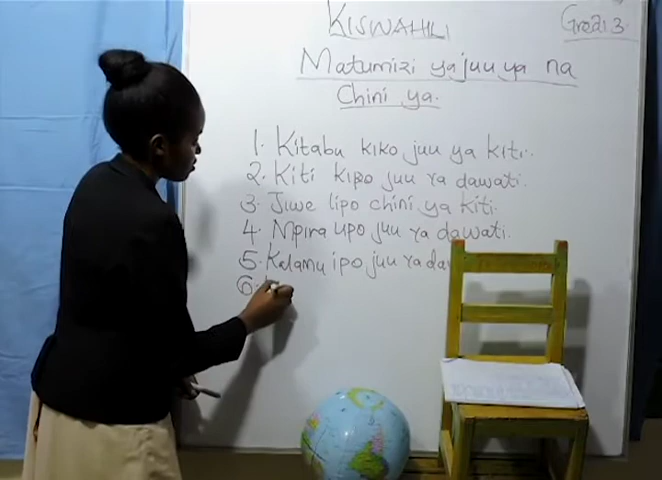 KISWAHILI
Gredi 3
Matumizi ya juu ya na
Chini ya.
1. Kitabu kiko juu ya kiti.
2. Kiti kipo juu ya dawati.
3. Jiwe lipo chini ya kiti.
4. Mpira upo juu ya dawati.
5. Kalamu ipo juu ya
6.